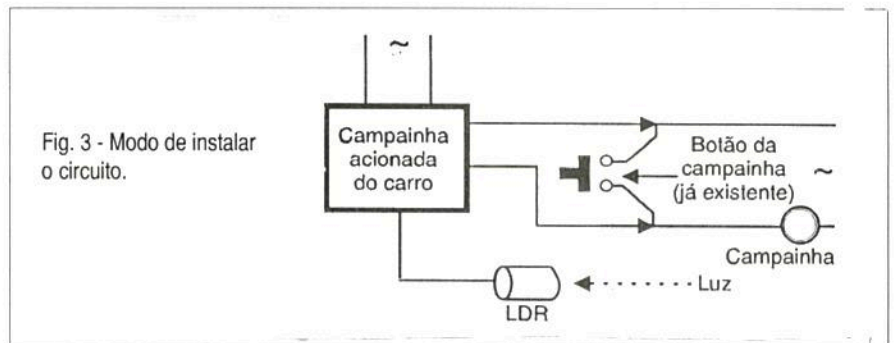 Fig. 3 - Modo de instalar
o circuito.
~
Campainha
acionada
do carro
Botão da
campainha
(já existente)
~
Campainha
Luz
LDR